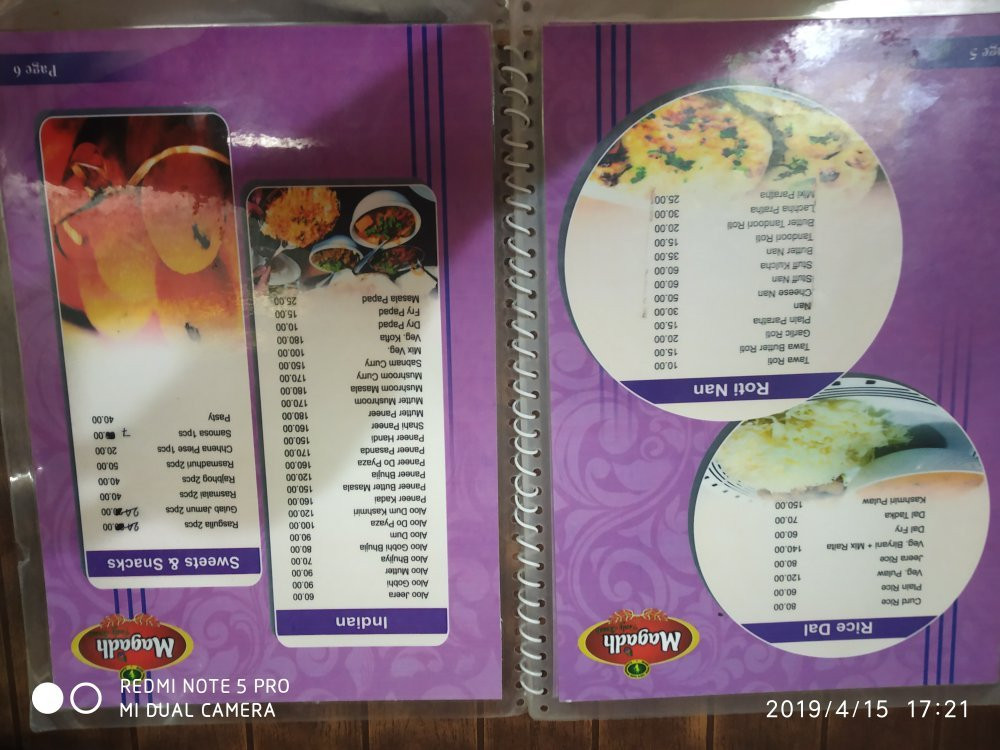 Magadh
Rice Dal
Curd Rice 80.00
Plain Rice 60.00
Veg. Pulaw 120.00
Jeera Rice 80.00
Veg. Biryani + Mix Raita 140.00
Dal Fry 60.00
Dal Tadka 70.00
Kashmiri Pulaw 150.00
Roti Nan
Tawa Roti 10.00
Tawa Butter Roti 15.00
Garlic Roti 20.00
Plain Paratha 15.00
Nan 30.00
Cheese Nan 50.00
Stuff Nan 60.00
Stuff Kulcha 60.00
Butter Nan 35.00
Tandoori Roti 15.00
Butter Tandoori Roti 20.00
Lachha Pratha 30.00
Miki Paratha 25.00
Page 5
Magadh
Indian
Aloo Jeera 60.00
Aloo Gobhi 90.00
Aloo Mutter 90.00
Aloo Bhujiya 70.00
Aloo Gobhi Bhujia 80.00
Aloo Dum 90.00
Aloo Do Pyaza 100.00
Aloo Dum Kashmiri 120.00
Paneer Kadai 160.00
Paneer Butter Masala 150.00
Paneer Bhujia 120.00
Paneer Do Pyaza 160.00
Paneer Pasanda 170.00
Paneer Handi 150.00
Shahi Paneer 160.00
Mutter Paneer 180.00
Mutter Mushroom 170.00
Mushroom Masala 180.00
Mushroom Curry 170.00
Sabnam Curry 150.00
Mix Veg. 100.00
Veg. Kofta 180.00
Dry Papad 10.00
Fry Papad 15.00
Masala Papad 25.00
Sweets & Snacks
Rasgulla 2pcs 24
Gulab Jamun 2pcs 24
Rasmalai 2pcs 40.00
Rajbhog 2pcs 40.00
Rasmadhuri 2pcs 50.00
Chhena Piese 1pcs 20.00
Samosa 1pcs 7
Pasty 40.00
Page 6
REDMI NOTE 5 PRO
MI DUAL CAMERA
2019/4/15 17:21